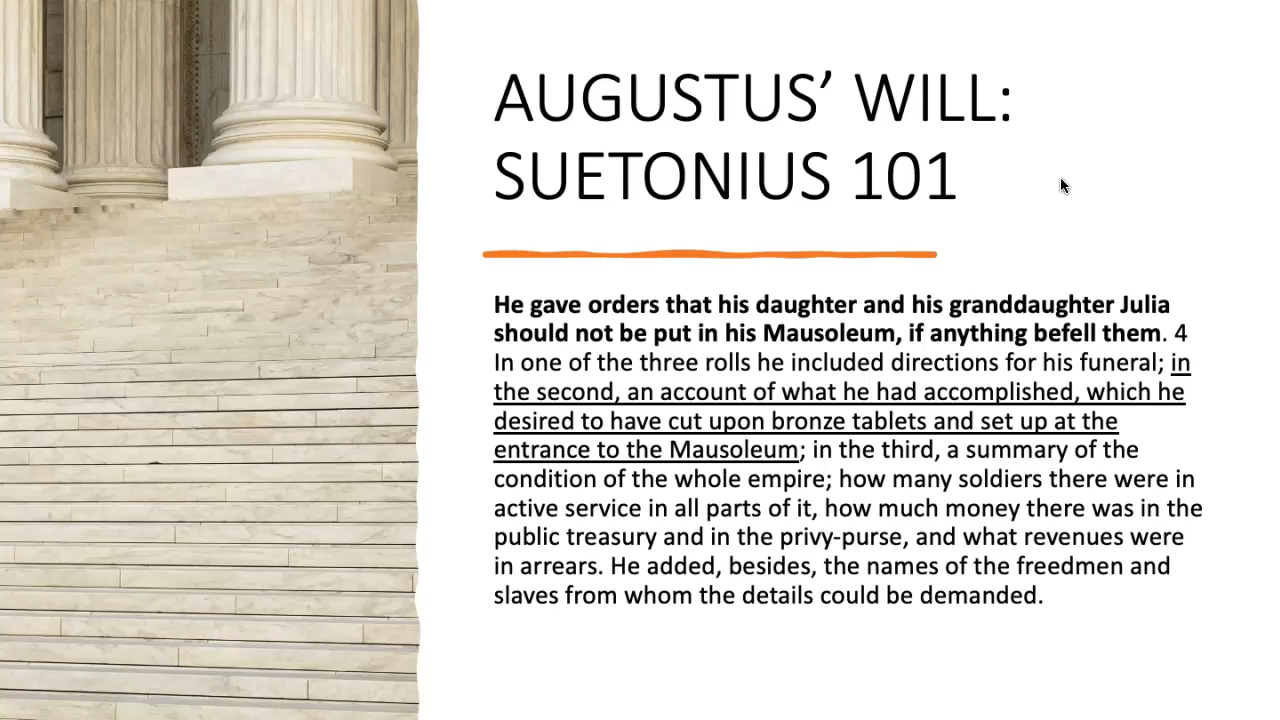 AUGUSTUS’ WILL:
SUETONIUS 101
He gave orders that his daughter and his granddaughter Julia
should not be put in his Mausoleum, if anything befell them. 4
In one of the three rolls he included directions for his funeral; in
the second, an account of what he had accomplished, which he
desired to have cut upon bronze tablets and set up at the
entrance to the Mausoleum; in the third, a summary of the
condition of the whole empire; how many soldiers there were in
active service in all parts of it, how much money there was in the
public treasury and in the privy-purse, and what revenues were
in arrears. He added, besides, the names of the freedmen and
slaves from whom the details could be demanded.